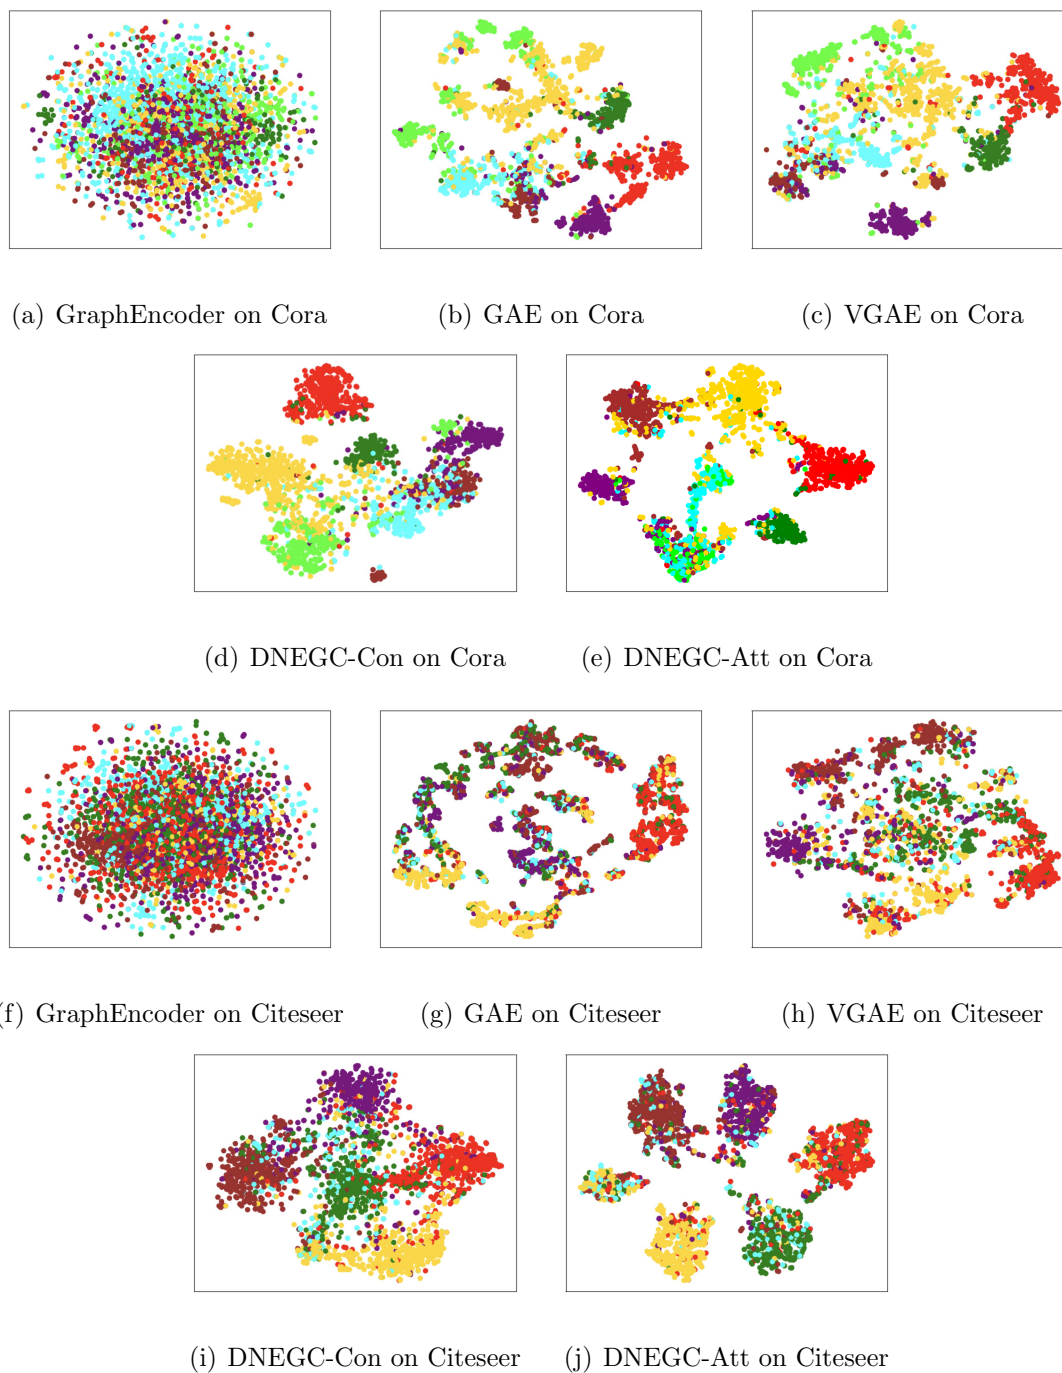 (a) GraphEncoder on Cora
(b) GAE on Cora
(c) VGAE on Cora
(d) DNEGC-Con on Cora
(e) DNEGC-Att on Cora
(f) GraphEncoder on Citeseer
(g) GAE on Citeseer
(h) VGAE on Citeseer
(i) DNEGC-Con on Citeseer
(j) DNEGC-Att on Citeseer